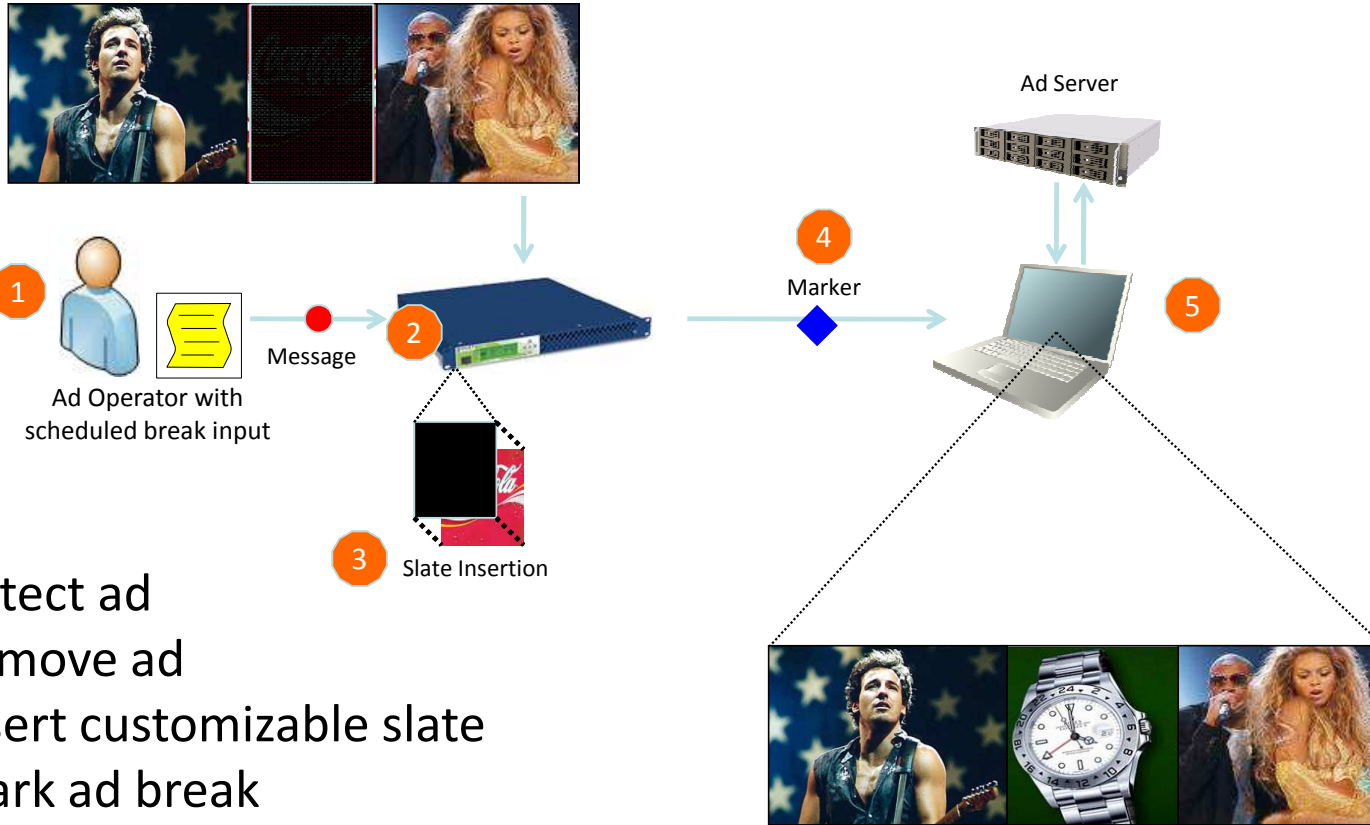 Ad Server
4
1
Marker
5
2
Message
Ad Operator with
scheduled break input
3
Slate Insertion
tect ad
move ad
sert customizable slate
ark ad break